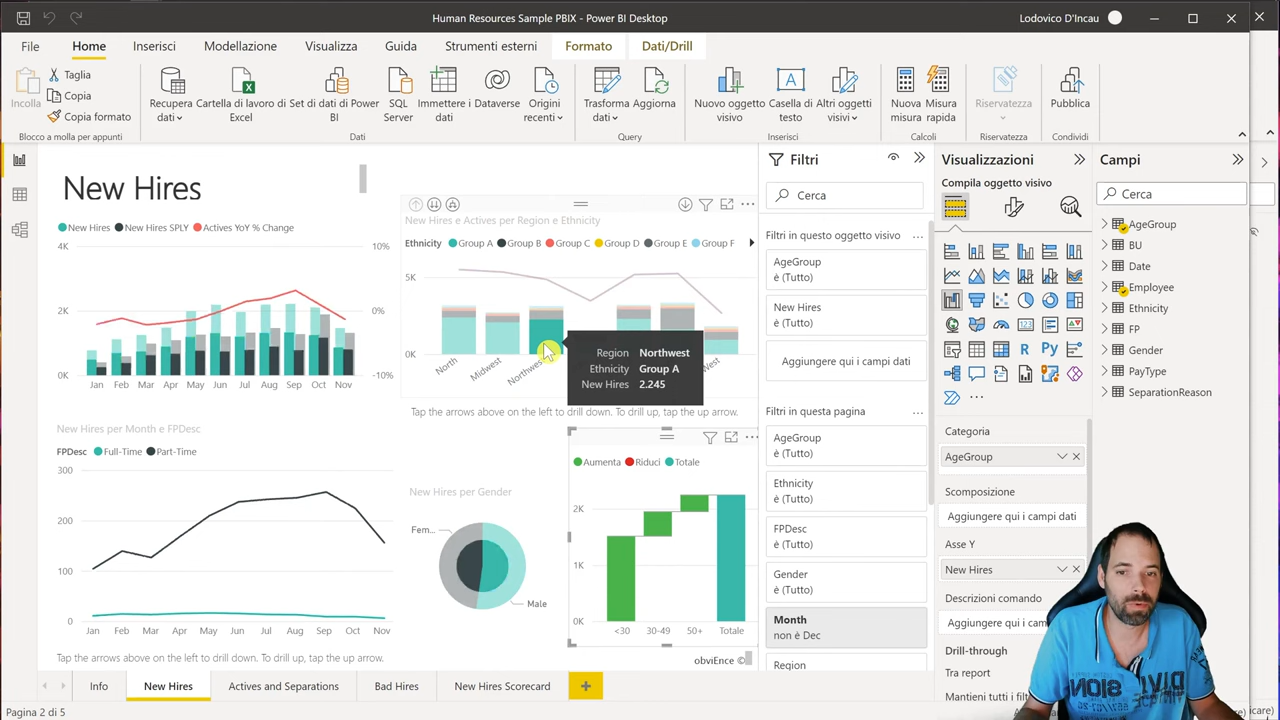 Human Resources Sample PBIX - Power BI Desktop
Lodovico D'Incau
File
Home
Inserisci
Modellazione
Visualizza
Guida
Strumenti esterni
Formato
Dati/Drill
Incolla
Taglia
Copia
Copia formato
Blocco a molla per appunti
Recupera dati
Cartella di lavoro di Excel
Set di dati di Power BI
SQL Server
Immettere i dati
Dataverse
Origini recenti
Dati
Trasforma dati
Aggiorna
Query
Nuovo oggetto visivo
Casella di testo
Altri oggetti visivi
Inserisci
Nuova misura
Misura rapida
Calcoli
Riservatezza
Riservatezza
Pubblica
Condividi
New Hires
New Hires New Hires SPLY Actives YoY % Change
4K
2K
0K
10%
0%
-10%
Jan Feb Mar Apr May Jun Jul Aug Sep Oct Nov
New Hires e Actives per Region e Ethnicity
Ethnicity Group A Group B Group C Group D Group E Group F
5K
0K
North
Midwest
Northwes
West
Region Northwest
Ethnicity Group A
New Hires 2.245
Tap the arrows above on the left to drill down. To drill up, tap the up arrow.
New Hires per Month e FPDesc
FPDesc Full-Time Part-Time
300
200
100
0
Jan Feb Mar Apr May Jun Jul Aug Sep Oct Nov
Tap the arrows above on the left to drill down. To drill up, tap the up arrow.
New Hires per Gender
Fem...
Male
Aumenta Riduci Totale
2K
1K
0K
<30 30-49 50+ Totale
obviEnce ©
Filtri
Cerca
Filtri in questo oggetto visivo
AgeGroup
è (Tutto)
New Hires
è (Tutto)
Aggiungere qui i campi dati
Filtri in questa pagina
AgeGroup
è (Tutto)
Ethnicity
è (Tutto)
FPDesc
è (Tutto)
Gender
è (Tutto)
Month
non è Dec
Region
Visualizzazioni
Compila oggetto visivo
R
Py
123
Categoria
AgeGroup
Scomposizione
Aggiungere qui i campi dati
Asse Y
New Hires
Descrizioni comando
Aggiungere qui i cam
Drill-through
Tra report
Mantieni tutti i filtri
Campi
Cerca
AgeGroup
BU
Date
Employee
Ethnicity
FP
Gender
PayType
SeparationReason
Info
New Hires
Actives and Separations
Bad Hires
New Hires Scorecard
Pagina 2 di 5
icare)